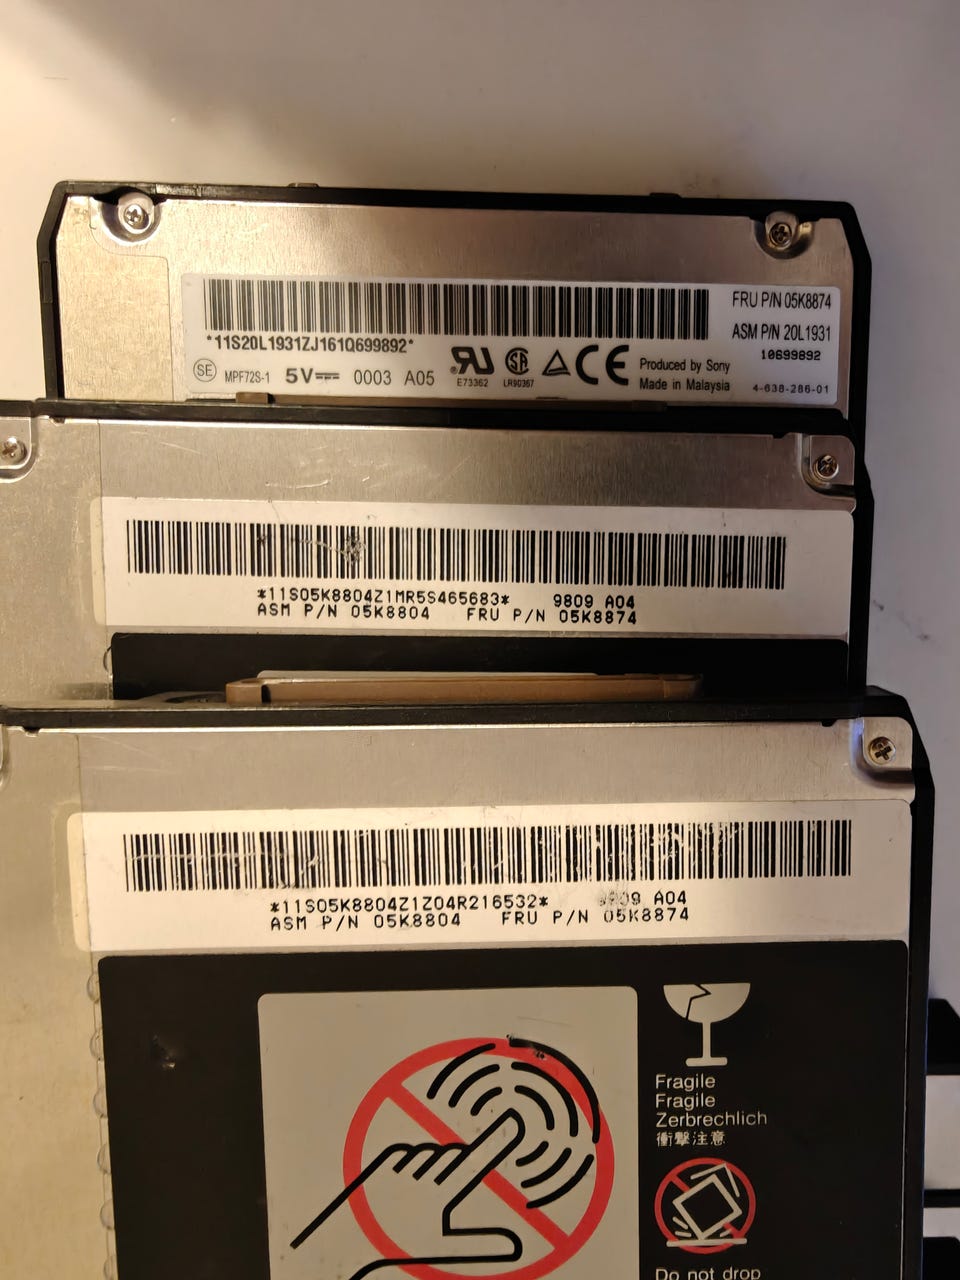 FRU P/N 05K8874
*11S20L1931ZJ161Q699892*
ASM P/N 20L1931
10699892
SE MPF72S-1 5V 0003 A05
E73362
LR90367
CE
Produced by Sony
Made in Malaysia
4-638-286-01
*11S05K8804Z1MR5S465683* 9809 A04
ASM P/N 05K8804 FRU P/N 05K8874
*11S05K8804Z1Z04R216532* 9809 A04
ASM P/N 05K8804 FRU P/N 05K8874
Fragile
Fragile
Zerbrechlich
衝撃注意
Do not drop